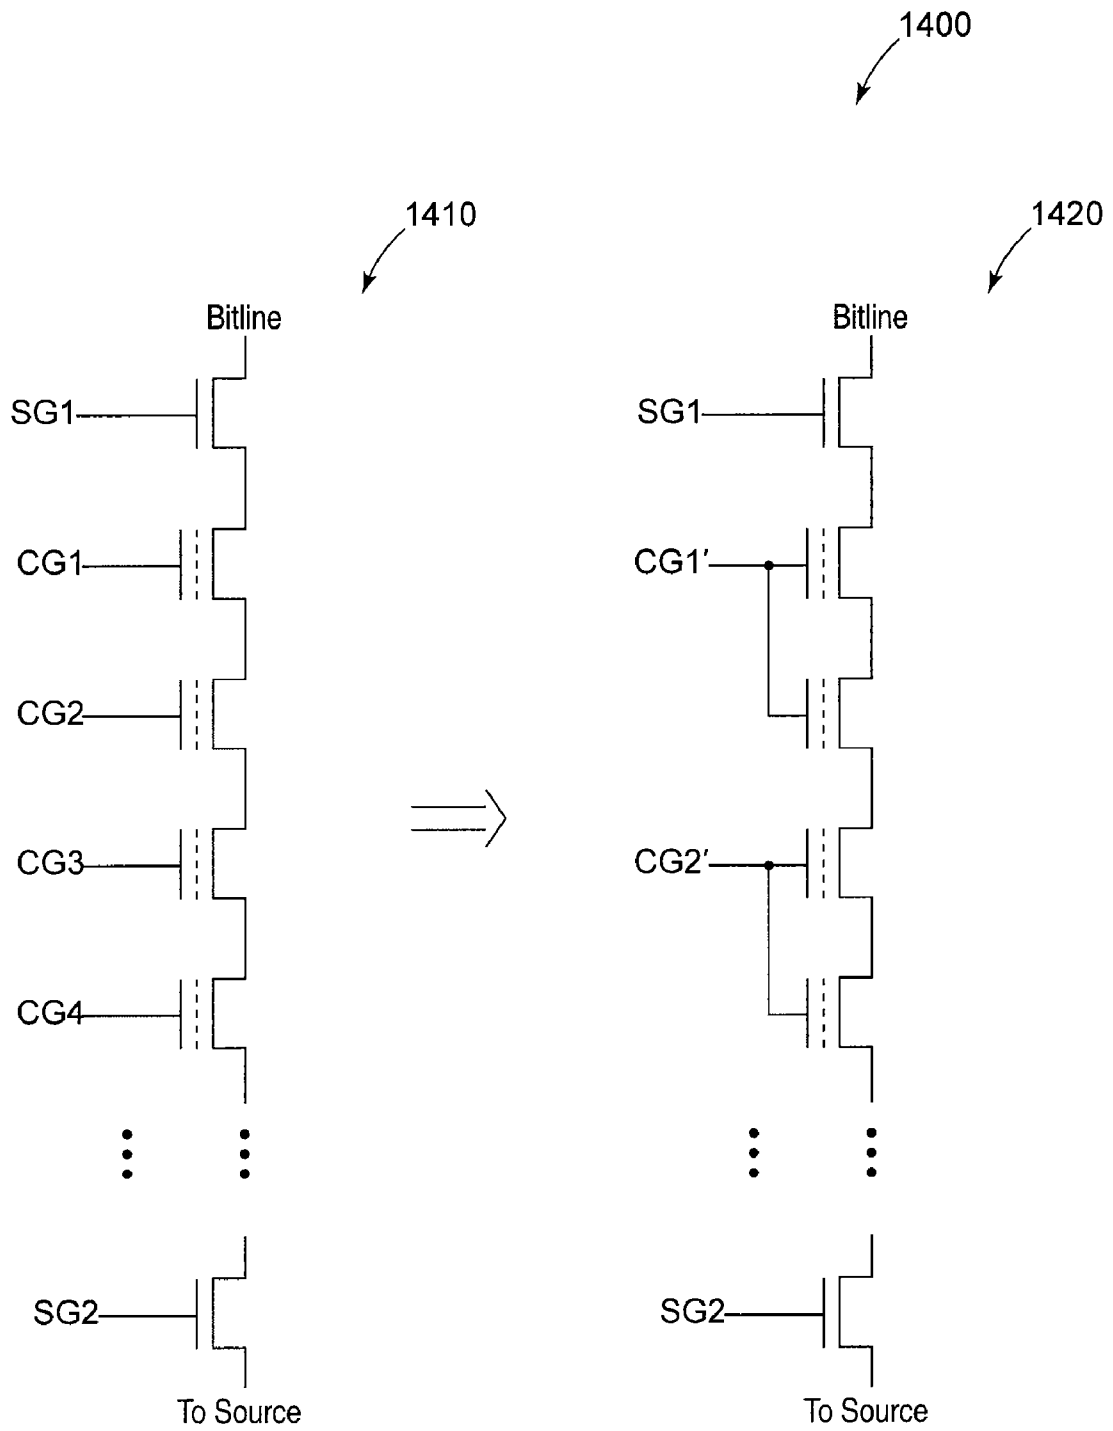 1400
1410
1420
Bitline
Bitline
SG1
SG1
CG1
CG1′
CG2
CG3
CG2′
CG4
SG2
SG2
To Source
To Source